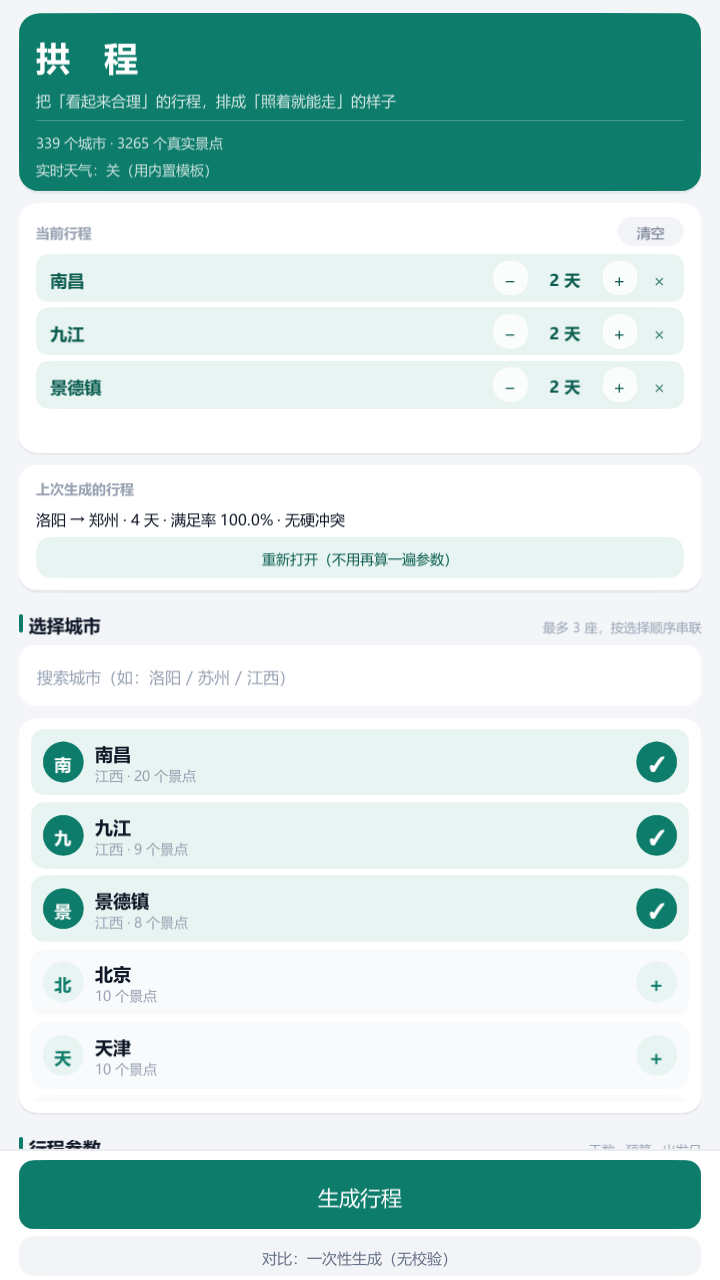 拱 程
把「看起来合理」的行程，排成「照着就能走」的样子
339 个城市 · 3265 个真实景点
实时天气：关（用内置模板）
当前行程
清空
南昌 − 2 天 + ×
九江 − 2 天 + ×
景德镇 − 2 天 + ×
上次生成的行程
洛阳 → 郑州 · 4 天 · 满足率 100.0% · 无硬冲突
重新打开（不用再算一遍参数）
选择城市
最多 3 座，按选择顺序串联
搜索城市（如：洛阳 / 苏州 / 江西）
南 南昌 ✓
江西 · 20 个景点
九 九江 ✓
江西 · 9 个景点
景 景德镇 ✓
江西 · 8 个景点
北 北京 +
10 个景点
天 天津 +
10 个景点
行程参数
生成行程
对比：一次性生成（无校验）